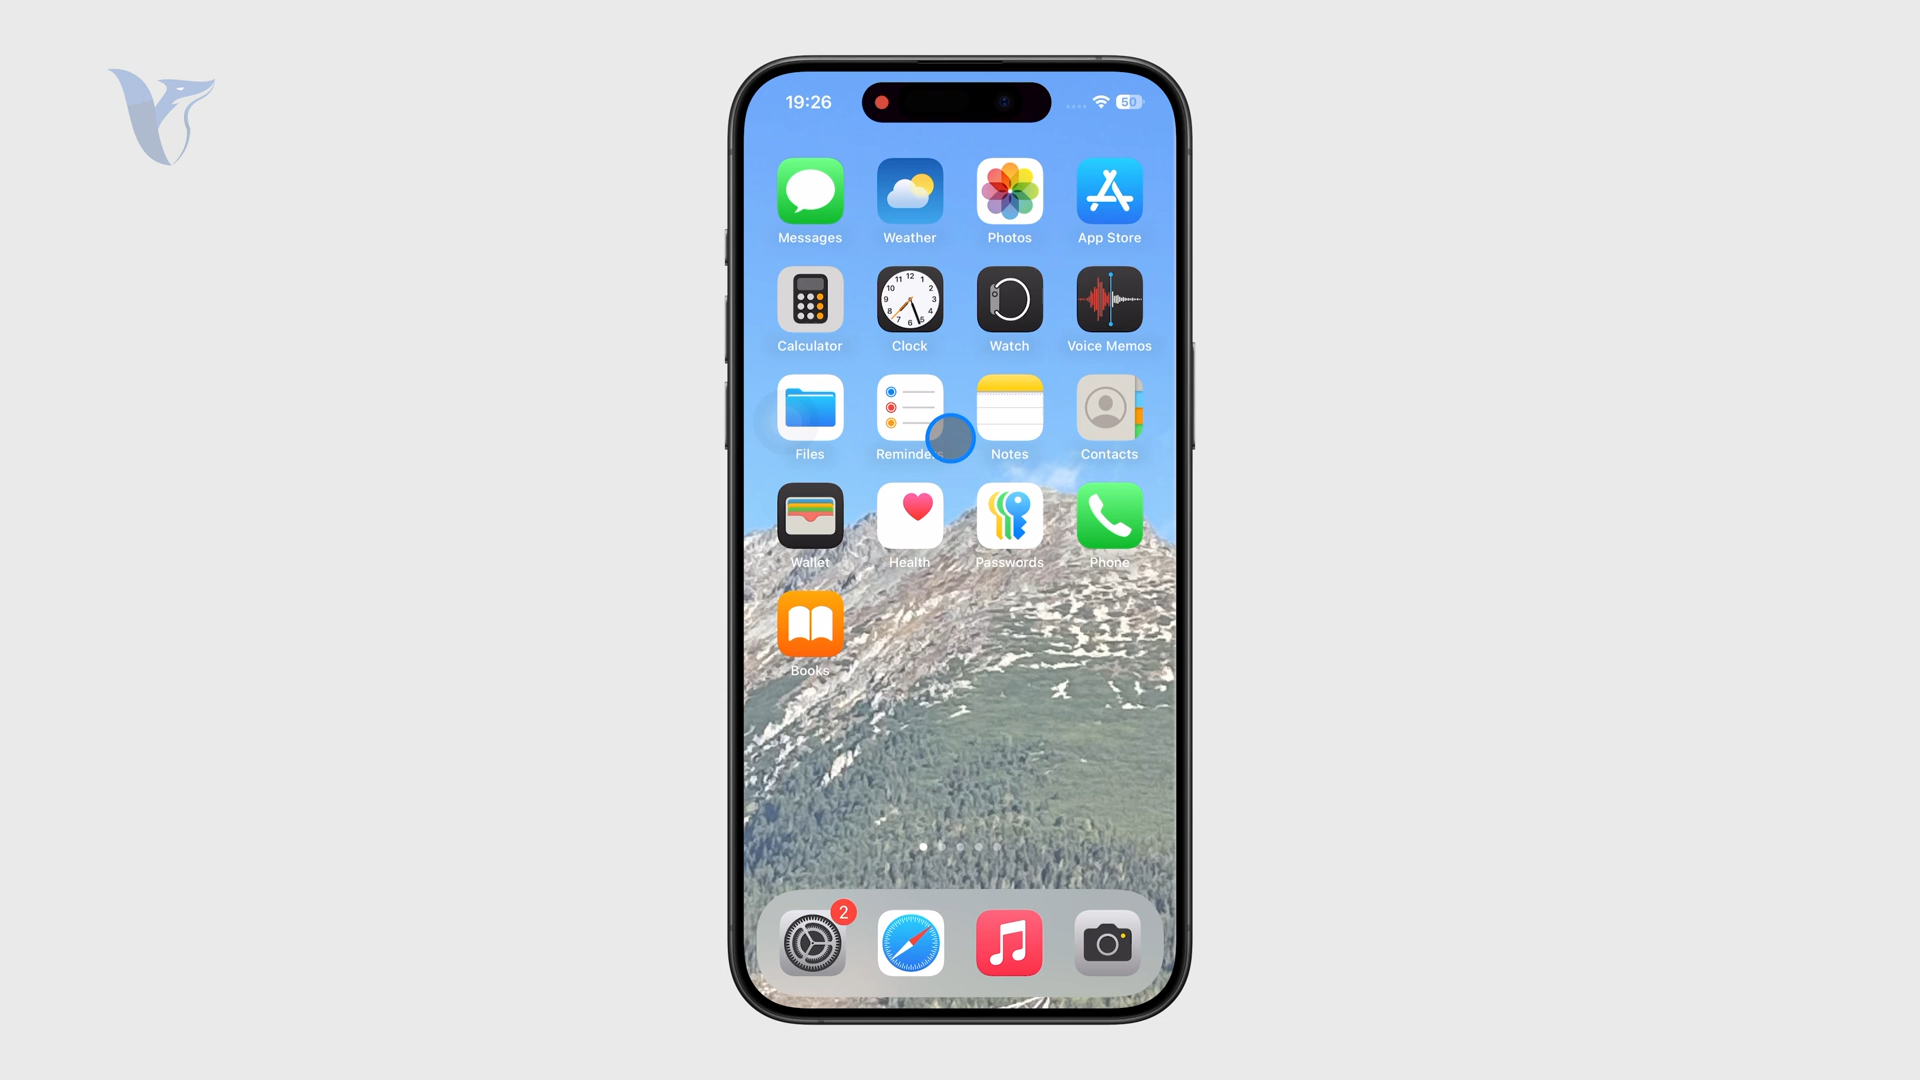 19:26
50
Messages Weather Photos App Store
Calculator Clock Watch Voice Memos
Files Reminders Notes Contacts
Wallet Health Passwords Phone
Books
2